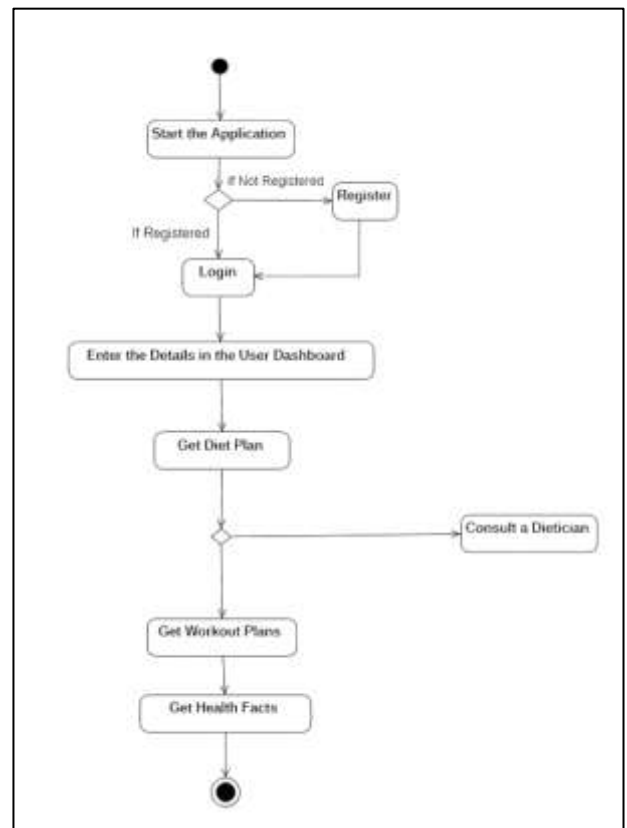 Start the Application
If Not Registered
Register
If Registered
Login
Enter the Details in the User Dashboard
Get Diet Plan
Consult a Dietician
Get Workout Plans
Get Health Facts